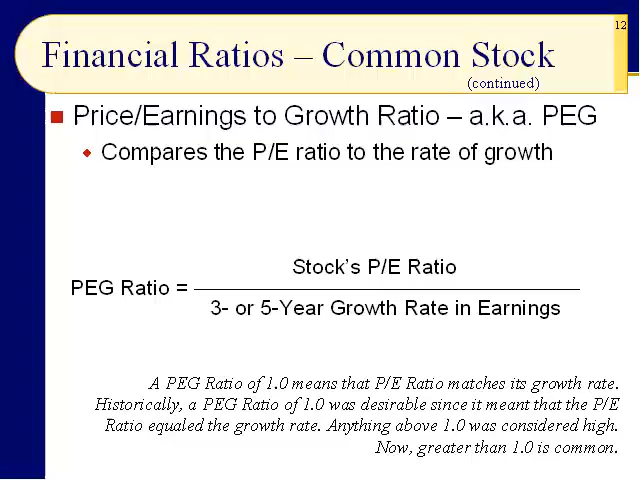 12
Financial Ratios – Common Stock
(continued)
Price/Earnings to Growth Ratio – a.k.a. PEG
Compares the P/E ratio to the rate of growth
Stock's P/E Ratio
PEG Ratio =
3- or 5-Year Growth Rate in Earnings
A PEG Ratio of 1.0 means that P/E Ratio matches its growth rate.
Historically, a PEG Ratio of 1.0 was desirable since it meant that the P/E
Ratio equaled the growth rate. Anything above 1.0 was considered high.
Now, greater than 1.0 is common.